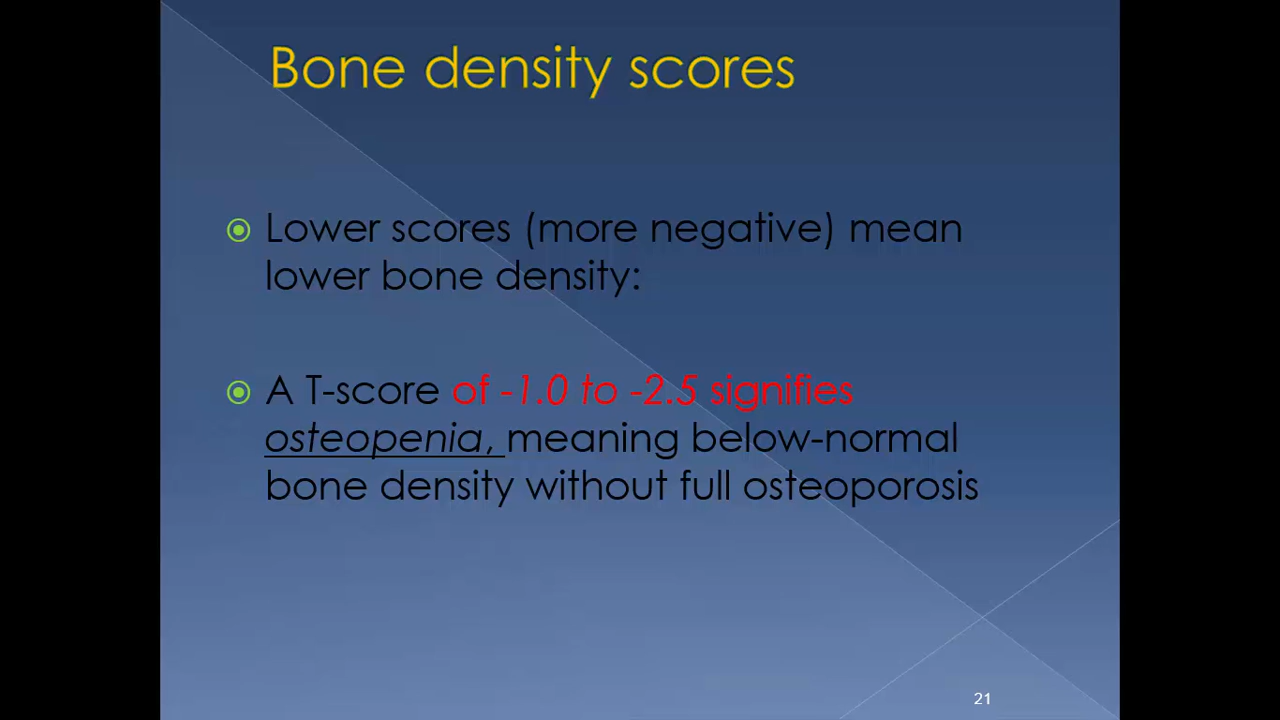 Bone density scores
Lower scores (more negative) mean
lower bone density:
A T-score of -1.0 to -2.5 signifies
osteopenia, meaning below-normal
bone density without full osteoporosis
21